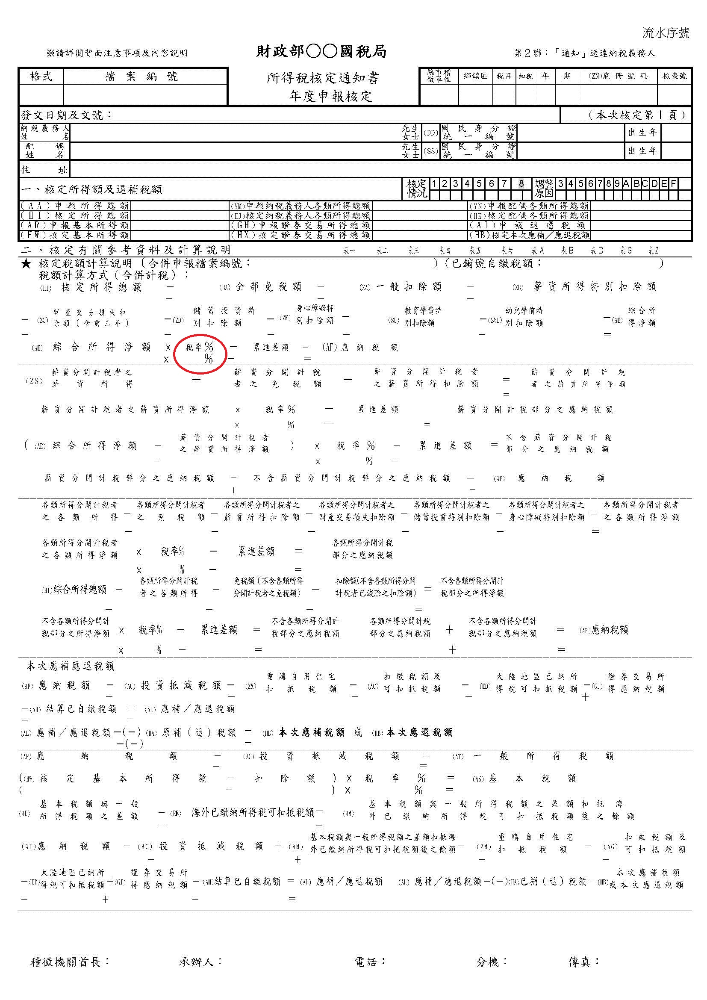 流水序號
※請詳閱背面注意事項及內容說明 財政部○○國稅局 第2聯:「通知」送達納稅義務人
格式 檔案編號 所得稅核定通知書 縣市稽徵單位 鄉鎮區 稅目 細稅 年 期 (ZN)底冊號碼 檢查號
年度申報核定
發文日期及文號: (本次核定第1頁)
納稅義務人姓名 先生女士 (DD) 國民身分證統一編號 出生年
配偶姓名 先生女士 (SS) 國民身分證統一編號 出生年
住址
一、核定所得額及退補稅額 核定情況 1 2 3 4 5 6 7 8 調整原因 3 4 5 6 7 8 9 A B C D E F
(AA)申報所得總額 (YM)申報納稅義務人各類所得總額 (YN)申報配偶各類所得總額
(HI)核定所得總額 (HJ)核定納稅義務人各類所得總額 (HK)核定配偶各類所得總額
(AR)申報基本所得額 (GH)申報證券交易所得總額 (AI)申報退還稅額
(HW)核定基本所得額 (HX)核定證券交易所得總額 (HB)核定本次應補/應退稅額
二、核定有關參考資料及計算說明 表一 表二 表三 表四 表五 表六 表A 表B 表D 表G 表Z
★ 核定稅額計算說明(合併申報檔案編號: )(已銷號自繳稅額: )
稅額計算方式(合併計稅):
(HI) 核定所得總額 − (BA) 全部免稅額 − (ZA) 一般扣除額 − (ZB) 薪資所得特別扣除額
− − −
− (ZC) 財產交易損失扣除額(含前三年) −(ZD) 儲蓄投資特別扣除額 − (ZE) 身心障礙特別扣除額 − (SU) 教育學費特別扣除額 −(SVI) 幼兒學前特別扣除額 =(AE) 綜合所得淨額
− − − − − =
(AE) 綜合所得淨額 x 稅率% − 累進差額 = (AF)應納稅額
x % − =
(ZS) 薪資分開計稅者之薪資所得 − 薪資分開計稅者之免稅額 − 薪資分開計稅者之薪資所得扣除額 = 薪資分開計稅者之薪資所得淨額
=
薪資分開計稅者之薪資所得淨額 x 稅率% − 累進差額 薪資分開計稅部分之應納稅額
x % − =
( (AE) 綜合所得淨額 − 薪資分開計稅者之薪資所得淨額 ) x 稅率% − 累進差額 = 不含薪資分開計稅部分之應納稅額
− x % −
薪資分開計稅部分之應納稅額 − 不含薪資分開計稅部分之應納稅額 = (AF) 應納稅額
| =
各類所得分開計稅者之各類所得 − 各類所得分開計稅者之免稅額 − 各類所得分開計稅者之薪資所得扣除額 − 各類所得分開計稅者之財產交易損失扣除額 − 各類所得分開計稅者之儲蓄投資特別扣除額 − 各類所得分開計稅者之身心障礙特別扣除額 = 各類所得分開計稅者之各類所得淨額
− − − − − =
各類所得分開計稅者之各類所得淨額 x 稅率% − 累進差額 = 各類所得分開計稅部分之應納稅額
x % − =
(HI)綜合所得總額 − 各類所得分開計稅者之各類所得 − 免稅額(不含各類所得分開計稅者之免稅額) − 扣除額(不含各類所得分開計稅者已減除之扣除額) = 不含各類所得分開計稅部分之所得淨額
− − − =
不含各類所得分開計稅部分之所得淨額 x 稅率% − 累進差額 = 不含各類所得分開計稅部分之應納稅額 各類所得分開計稅部分之應納稅額 + 不含各類所得分開計稅部分之應納稅額 = (AF)應納稅額
x % − = + =
本次應補應退稅額
(AF) 應納稅額 − (AC) 投資抵減稅額 − (ZM) 重購自用住宅扣抵稅額 − (AG) 扣繳稅額及可扣抵稅額 − (ED) 大陸地區已納所得稅可扣抵稅額 −(GJ) 證券交易所得應納稅額
− − − − +
−(AH) 結算已自繳稅額 = (AL) 應補/應退稅額
− =
(AL) 應補/應退稅額 −(−) (HA) 原補(退)稅額 = (HB) 本次應補稅額 或 (HB) 本次應退稅額
−(−) =
(AF) 應納稅額 − (AC) 投資抵減稅額 = (AT) 一般所得稅額
− =
((HW) 核定基本所得額 − 扣除額 ) x 稅率% = (AS) 基本稅額
( − ) x % =
(AU) 基本稅額與一般所得稅額之差額 − (BE) 海外已繳納所得稅可扣抵稅額= (AM) 基本稅額與一般所得稅額之差額扣抵海外已繳納所得稅可扣抵稅額後之餘額
− =
(AF)應納稅額 − (AC) 投資抵減稅額 + (AM) 基本稅額與一般所得稅額之差額扣抵海外已繳納所得稅可扣抵稅額後之餘額 − (ZM) 重購自用住宅扣抵稅額 − (AG) 扣繳稅額及可扣抵稅額
− + − −
−(ED) 大陸地區已納所得稅可扣抵稅額 +(GJ) 證券交易所得應納稅額 −(AH)結算已自繳稅額 = (AL) 應補/應退稅額 (AL) 應補/應退稅額−(−)(HA)已補(退)稅額−(HB) 本次應補稅額或本次應退稅額
− + − =
稽徵機關首長: 承辦人: 電話: 分機: 傳真: